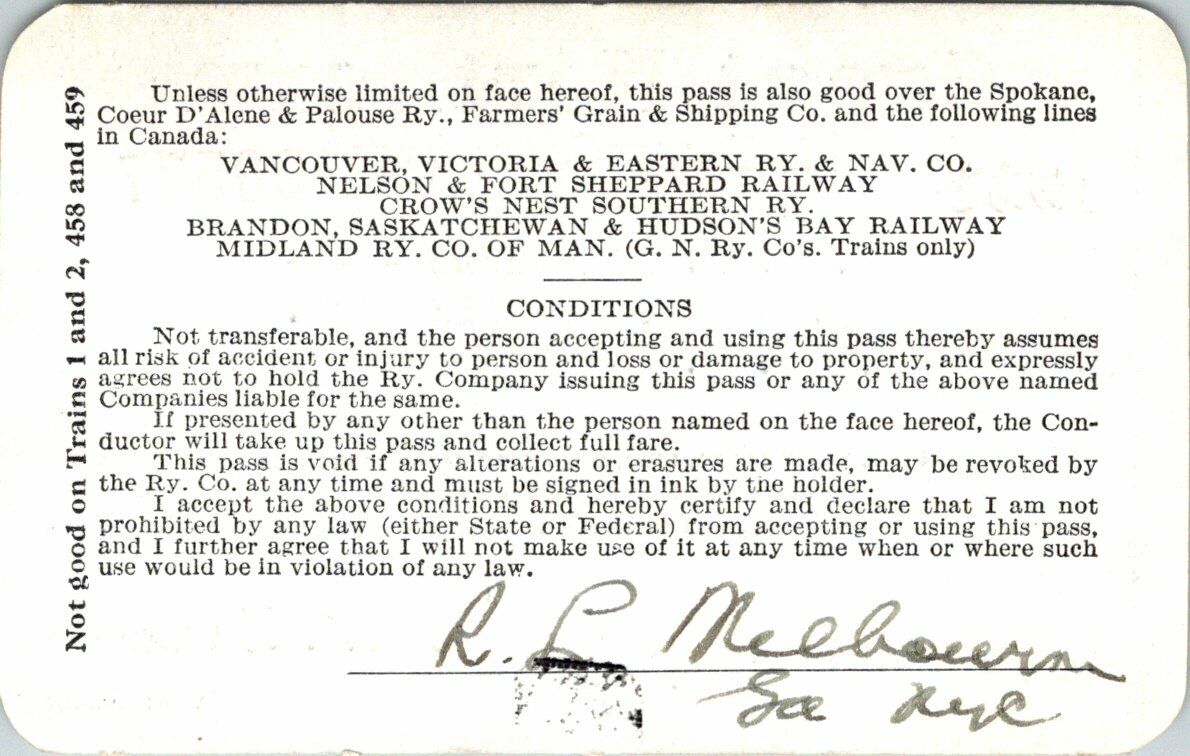 Not good on Trains 1 and 2, 458 and 459
Unless otherwise limited on face hereof, this pass is also good over the Spokane,
Coeur D'Alene & Palouse Ry., Farmers' Grain & Shipping Co. and the following lines
in Canada:
VANCOUVER, VICTORIA & EASTERN RY. & NAV. CO.
NELSON & FORT SHEPPARD RAILWAY
CROW'S NEST SOUTHERN RY.
BRANDON, SASKATCHEWAN & HUDSON'S BAY RAILWAY
MIDLAND RY. CO. OF MAN. (G. N. Ry. Co's. Trains only)
CONDITIONS
Not transferable, and the person accepting and using this pass thereby assumes
all risk of accident or injury to person and loss or damage to property, and expressly
agrees not to hold the Ry. Company issuing this pass or any of the above named
Companies liable for the same.
If presented by any other than the person named on the face hereof, the Con-
ductor will take up this pass and collect full fare.
This pass is void if any alterations or erasures are made, may be revoked by
the Ry. Co. at any time and must be signed in ink by the holder.
I accept the above conditions and hereby certify and declare that I am not
prohibited by any law (either State or Federal) from accepting or using this pass,
and I further agree that I will not make use of it at any time when or where such
use would be in violation of any law.
R. L Melbourn